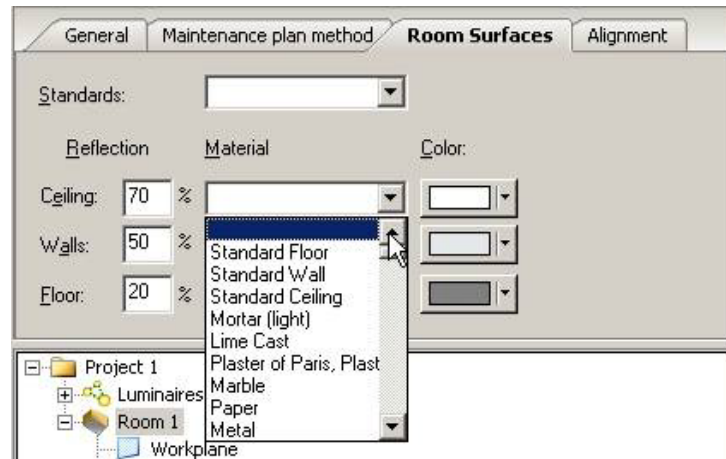 General Maintenance plan method Room Surfaces Alignment
Standards:
Reflection Material Color:
Ceiling: 70 %
Walls: 50 %
Standard Floor
Standard Wall
Floor: 20 %
Standard Ceiling
Mortar (light)
Lime Cast
Plaster of Paris, Plast
Marble
Paper
Metal
Project 1
Luminaires
Room 1
Workplane